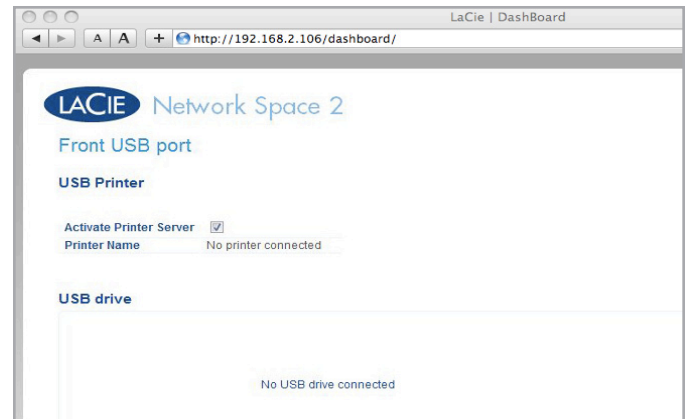 LaCie | DashBoard
A A + http://192.168.2.106/dashboard/
LACIE Network Space 2
Front USB port
USB Printer
Activate Printer Server
Printer Name No printer connected
USB drive
No USB drive connected